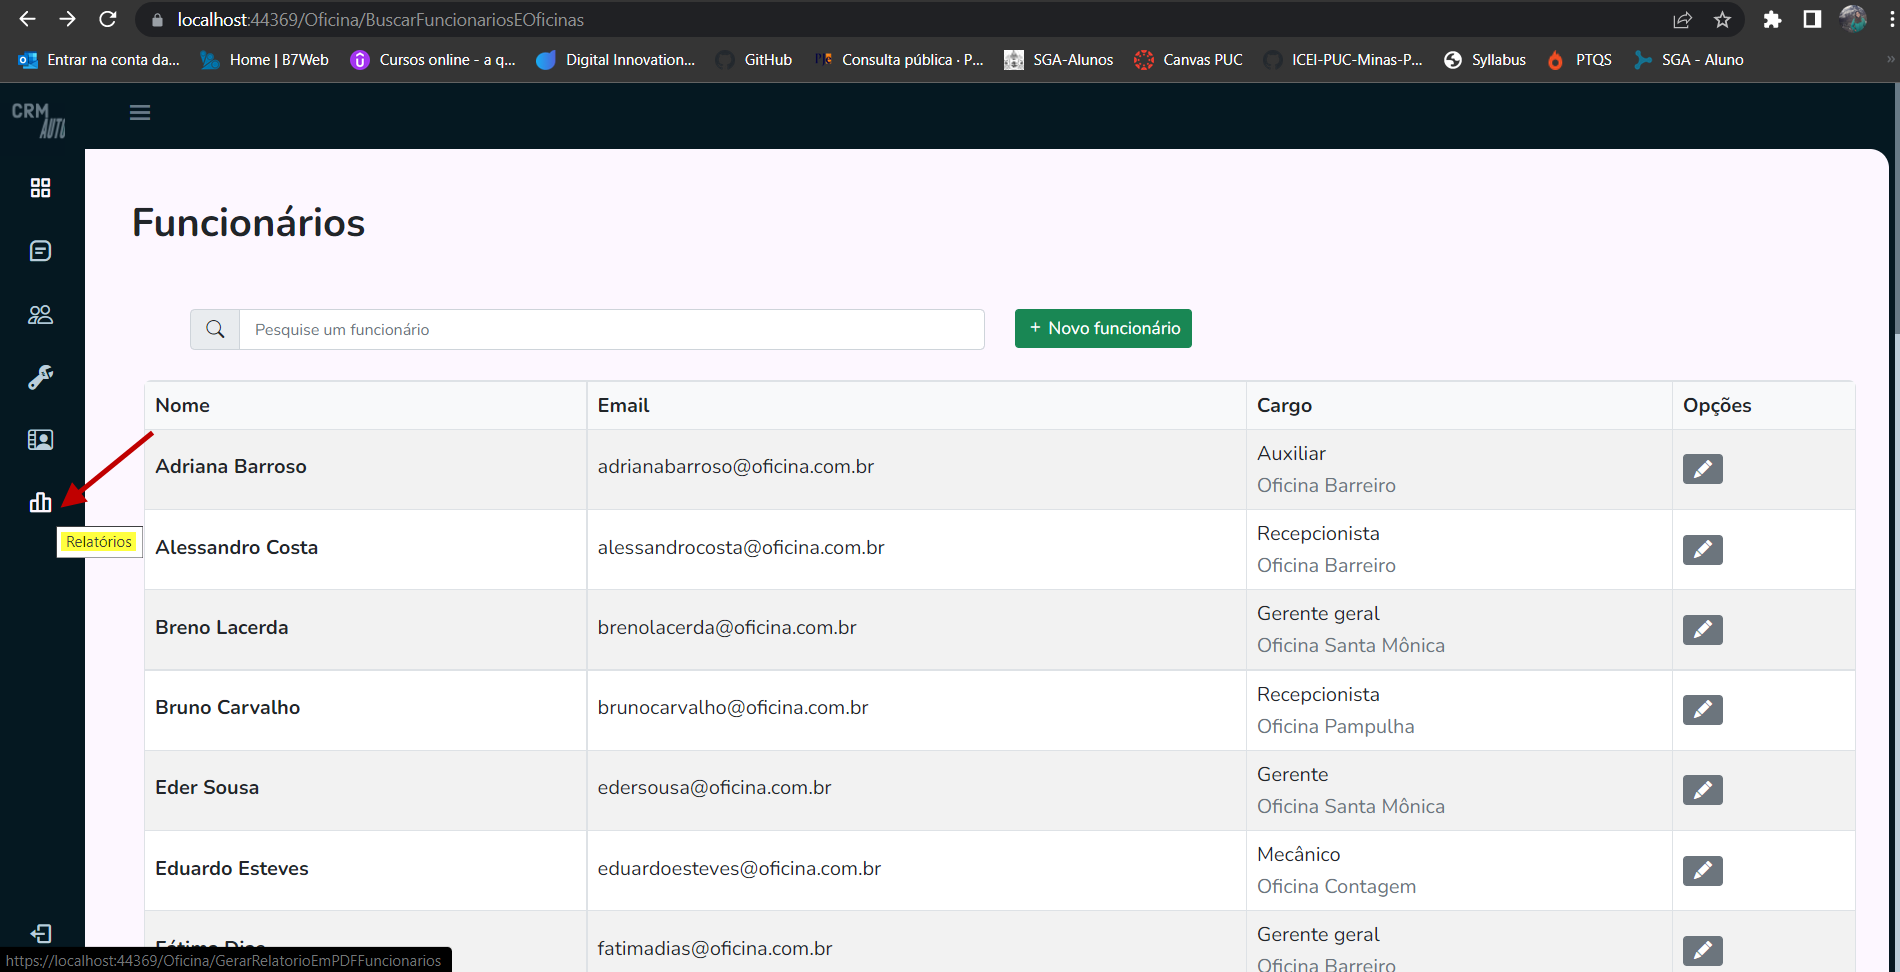 localhost:44369/Oficina/BuscarFuncionariosEOficinas
Entrar na conta da... Home | B7Web Cursos online - a q... Digital Innovation... GitHub Consulta pública · P... SGA-Alunos Canvas PUC ICEI-PUC-Minas-P... Syllabus PTQS SGA - Aluno »
CRM
AUTO
Funcionários
Pesquise um funcionário
+ Novo funcionário
Nome Email Cargo Opções
Adriana Barroso adrianabarroso@oficina.com.br Auxiliar
Oficina Barreiro
Relatórios
Alessandro Costa alessandrocosta@oficina.com.br Recepcionista
Oficina Barreiro
Breno Lacerda brenolacerda@oficina.com.br Gerente geral
Oficina Santa Mônica
Bruno Carvalho brunocarvalho@oficina.com.br Recepcionista
Oficina Pampulha
Eder Sousa edersousa@oficina.com.br Gerente
Oficina Santa Mônica
Eduardo Esteves eduardoesteves@oficina.com.br Mecânico
Oficina Contagem
Fátima Dias fatimadias@oficina.com.br Gerente geral
Oficina Barreiro
https://localhost:44369/Oficina/GerarRelatorioEmPDFFuncionarios